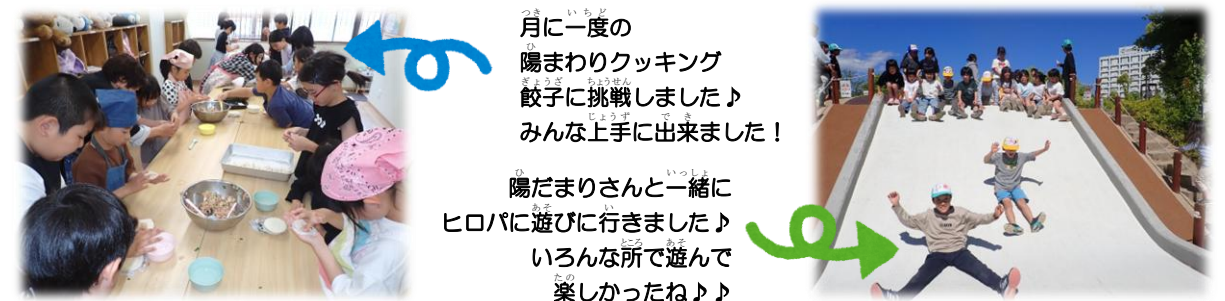 月に一度の
陽まわりクッキング
餃子に挑戦しました♪
みんな上手に出来ました！
陽だまりさんと一緒に
ヒロパに遊びに行きました♪
いろんな所で遊んで
楽しかったね♪♪